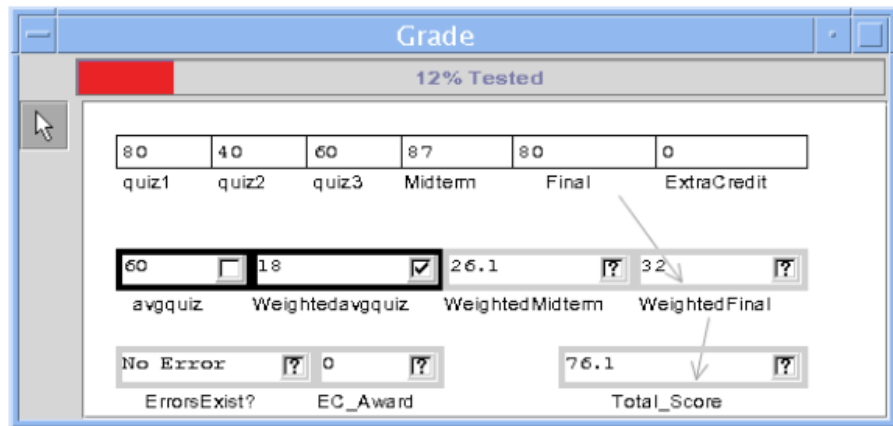 Grade
12% Tested
80 40 60 87 80 0
quiz1 quiz2 quiz3 Midterm Final ExtraCredit
60 18 ? 26.1 ? 32 ?
avgquiz Weightedavgquiz WeightedMidterm WeightedFinal
No Error ? 0 ? 76.1 ?
ErrorsExist? EC_Award Total_Score